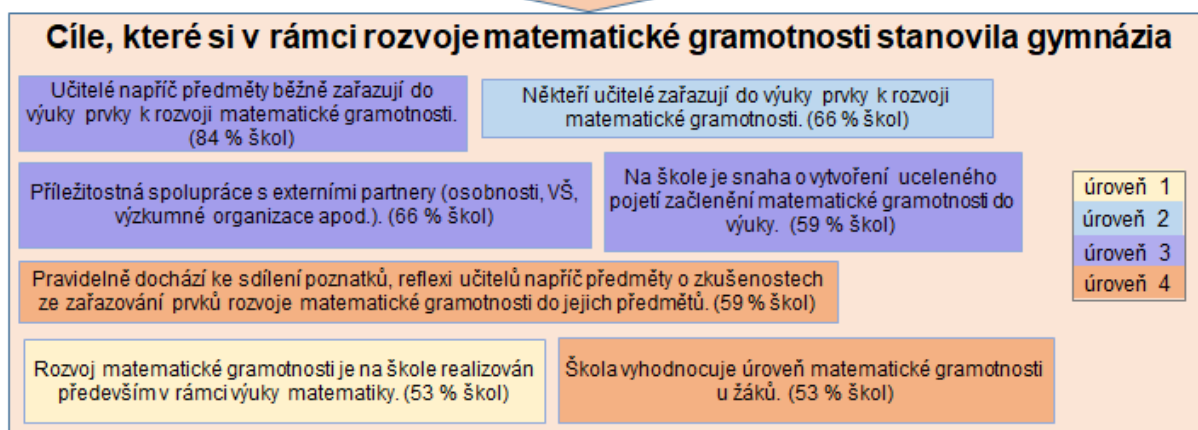 Cíle, které si v rámci rozvoje matematické gramotnosti stanovila gymnázia
Učitelé napříč předměty běžně zařazují do
výuky prvky k rozvoji matematické gramotnosti.
(84 % škol)
Někteří učitelé zařazují do výuky prvky k rozvoji
matematické gramotnosti. (66 % škol)
Příležitostná spolupráce s externími partnery (osobnosti, VŠ,
výzkumné organizace apod.). (66 % škol)
Na škole je snaha o vytvoření uceleného
pojetí začlenění matematické gramotnosti do
výuky. (59 % škol)
úroveň 1
úroveň 2
úroveň 3
úroveň 4
Pravidelně dochází ke sdílení poznatků, reflexi učitelů napříč předměty o zkušenostech
ze zařazování prvků rozvoje matematické gramotnosti do jejich předmětů. (59 % škol)
Rozvoj matematické gramotnosti je na škole realizován
především v rámci výuky matematiky. (53 % škol)
Škola vyhodnocuje úroveň matematické gramotnosti
u žáků. (53 % škol)